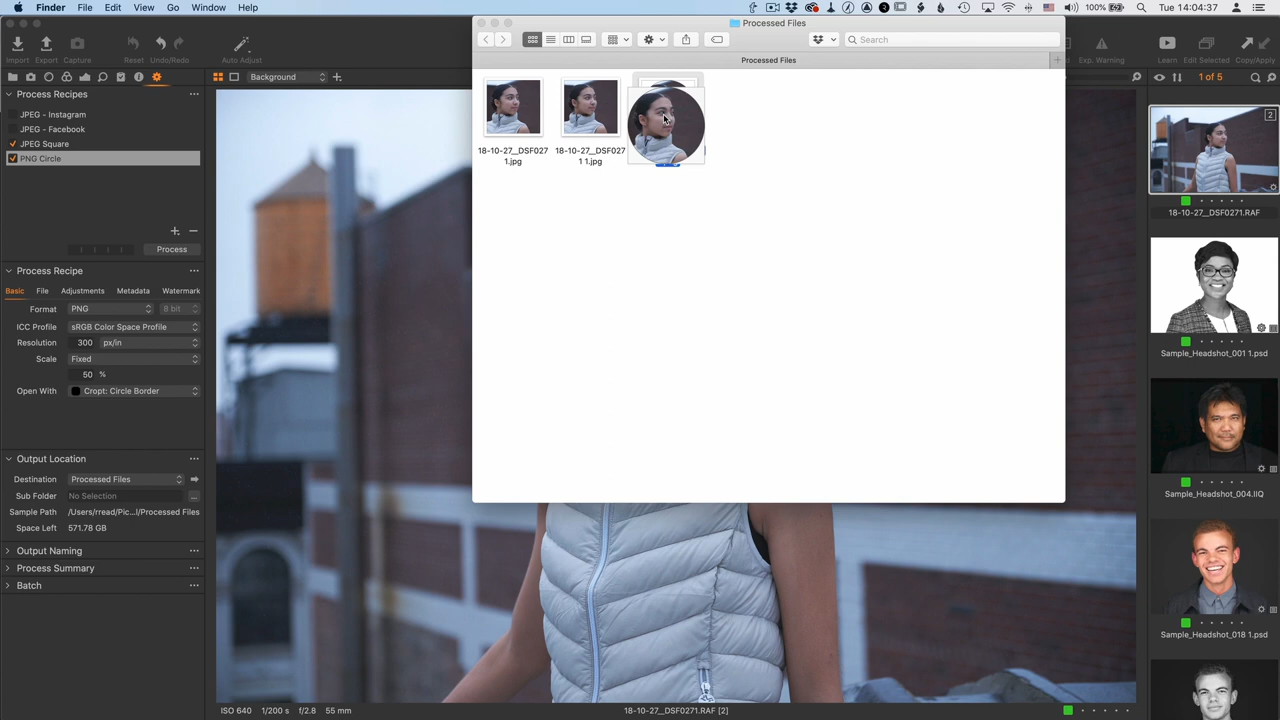 Finder File Edit View Go Window Help
100% Tue 14:04:37
Processed Files
Search
Processed Files
18-10-27__DSF027
1.jpg
18-10-27__DSF027
1 1.jpg
Import Export Capture Reset Undo/Redo Auto Adjust
Exp. Warning Learn Edit Selected Copy/Apply
Background
1 of 5
Process Recipes
JPEG - Instagram
JPEG - Facebook
JPEG Square
PNG Circle
Process
Process Recipe
Basic File Adjustments Metadata Watermark
Format PNG 8 bit
ICC Profile sRGB Color Space Profile
Resolution 300 px/in
Scale Fixed
50 %
Open With Cropt: Circle Border
Output Location
Destination Processed Files
Sub Folder No Selection ...
Sample Path /Users/rread/Pic...l/Processed Files
Space Left 571.78 GB
Output Naming
Process Summary
Batch
2
18-10-27__DSF0271.RAF
Sample_Headshot_001 1.psd
Sample_Headshot_004.IIQ
Sample_Headshot_018 1.psd
ISO 640 1/200 s f/2.8 55 mm
18-10-27__DSF0271.RAF [2]